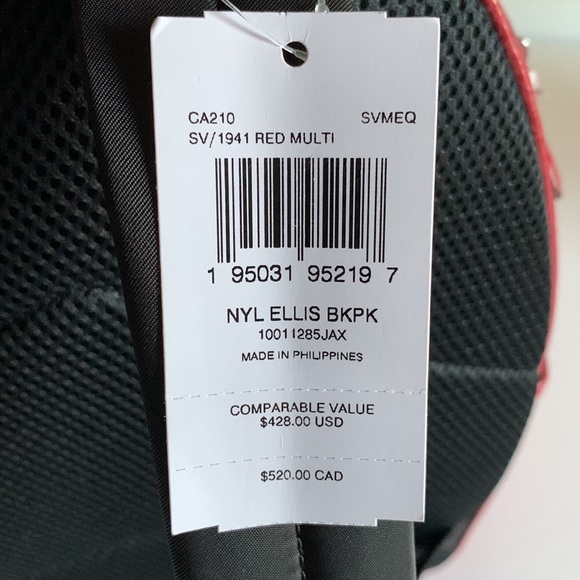 CA210 SVMEQ
SV/1941 RED MULTI
1 95031 95219 7
NYL ELLIS BKPK
10011285JAX
MADE IN PHILIPPINES
COMPARABLE VALUE
$428.00 USD
$520.00 CAD